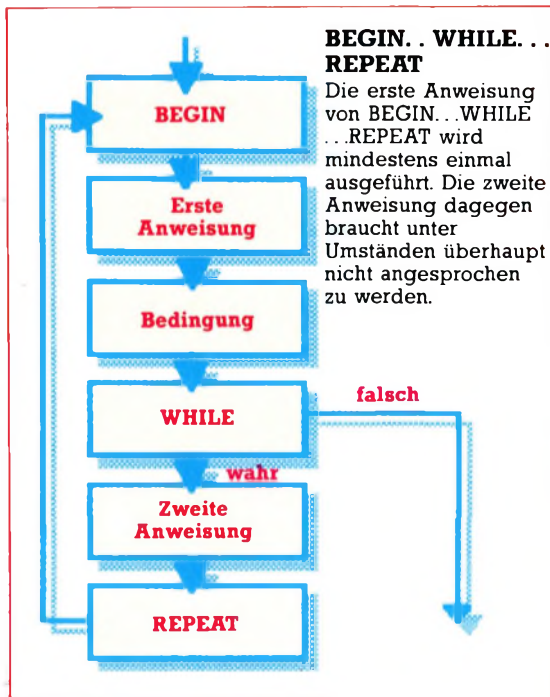 BEGIN. . WHILE. . .
REPEAT
Die erste Anweisung
von BEGIN. . .WHILE
. . .REPEAT wird
mindestens einmal
ausgeführt. Die zweite
Anweisung dagegen
braucht unter
Umständen überhaupt
nicht angesprochen
zu werden.
BEGIN
Erste
Anweisung
Bedingung
WHILE
falsch
wahr
Zweite
Anweisung
REPEAT